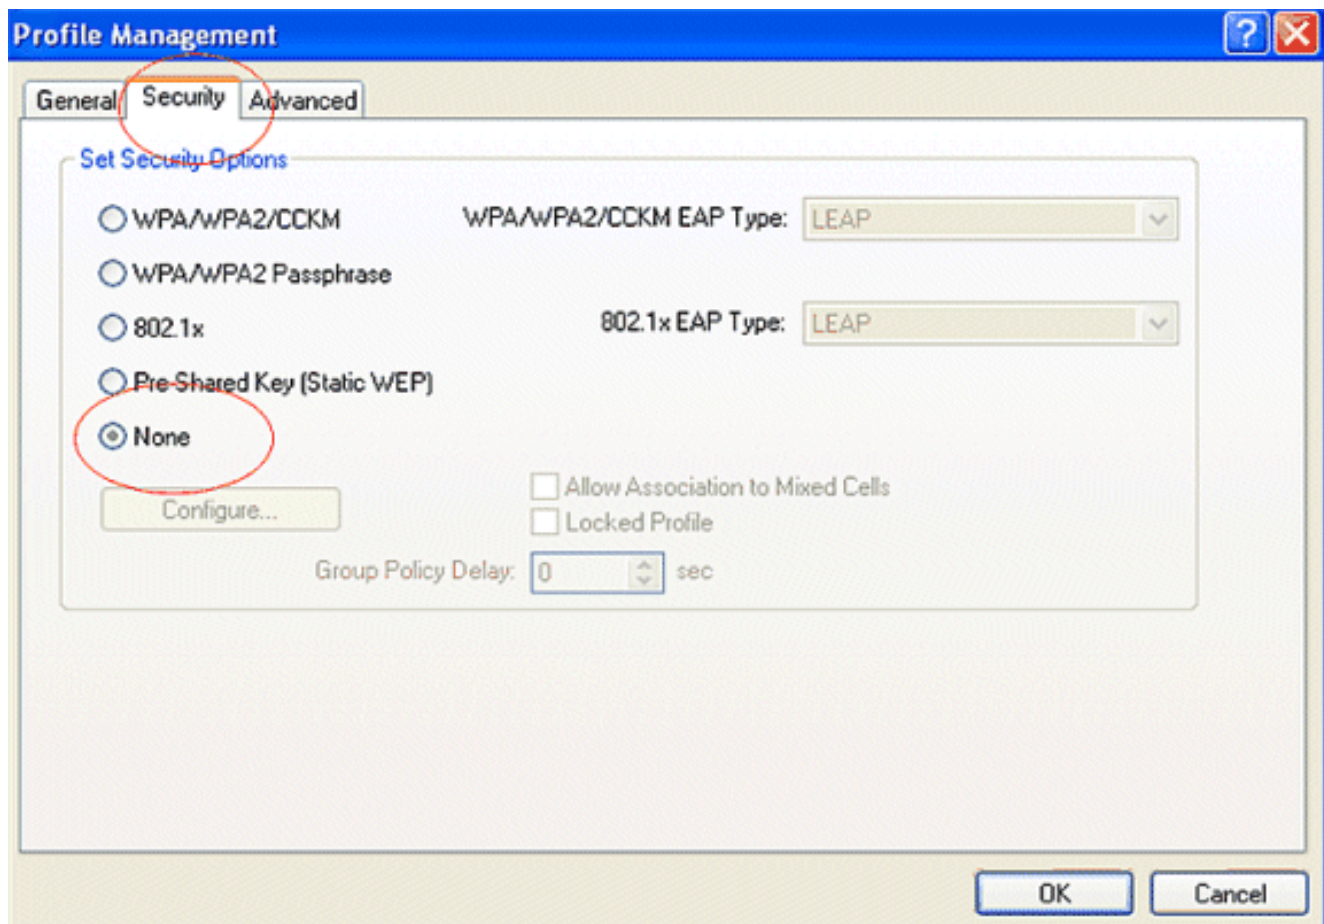 Profile Management
General Security Advanced
Set Security Options
WPA/WPA2/CCKM WPA/WPA2/CCKM EAP Type: LEAP
WPA/WPA2 Passphrase
802.1x 802.1x EAP Type: LEAP
Pre-Shared Key (Static WEP)
None
Allow Association to Mixed Cells
Configure...
Locked Profile
Group Policy Delay: 0 sec
OK Cancel